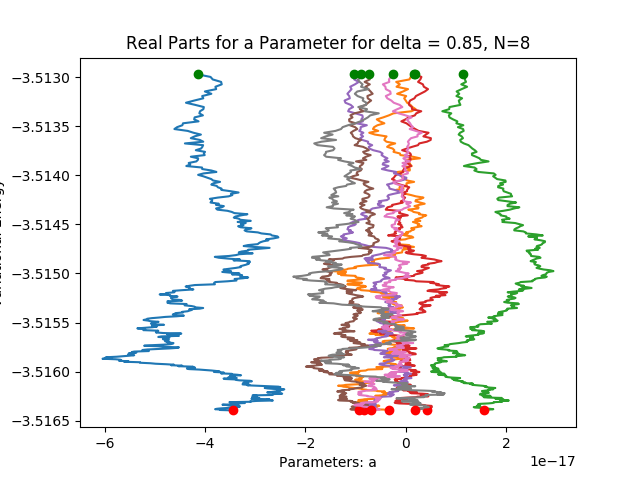 Real Parts for a Parameter for delta = 0.85, N=8
−3.5130
−3.5135
−3.5140
−3.5145
−3.5150
−3.5155
−3.5160
−3.5165
−6 −4 −2 0 2
1e−17
Parameters: a